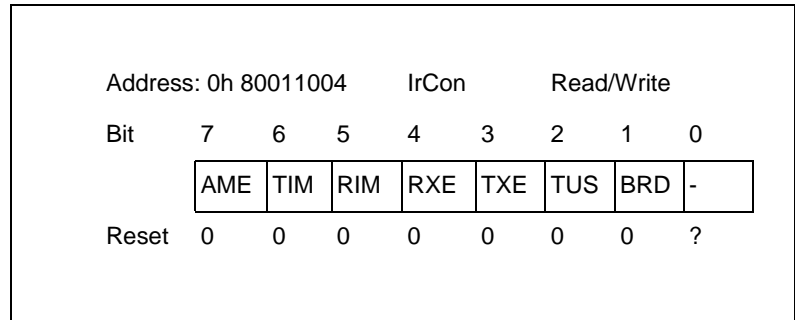 Address: 0h 80011004 IrCon Read/Write
Bit 7 6 5 4 3 2 1 0
AME TIM RIM RXE TXE TUS BRD -
Reset 0 0 0 0 0 0 0 ?